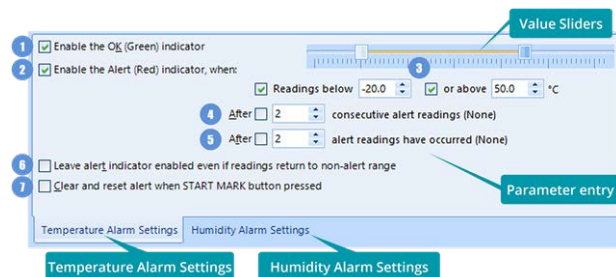 Value Sliders
1 Enable the OK (Green) indicator
2 Enable the Alert (Red) indicator, when:
3
Readings below -20.0 or above 50.0 °C
4 After 2 consecutive alert readings (None)
5 After 2 alert readings have occurred (None)
6 Leave alert indicator enabled even if readings return to non-alert range
7 Clear and reset alert when START MARK button pressed
Parameter entry
Temperature Alarm Settings Humidity Alarm Settings
Temperature Alarm Settings Humidity Alarm Settings